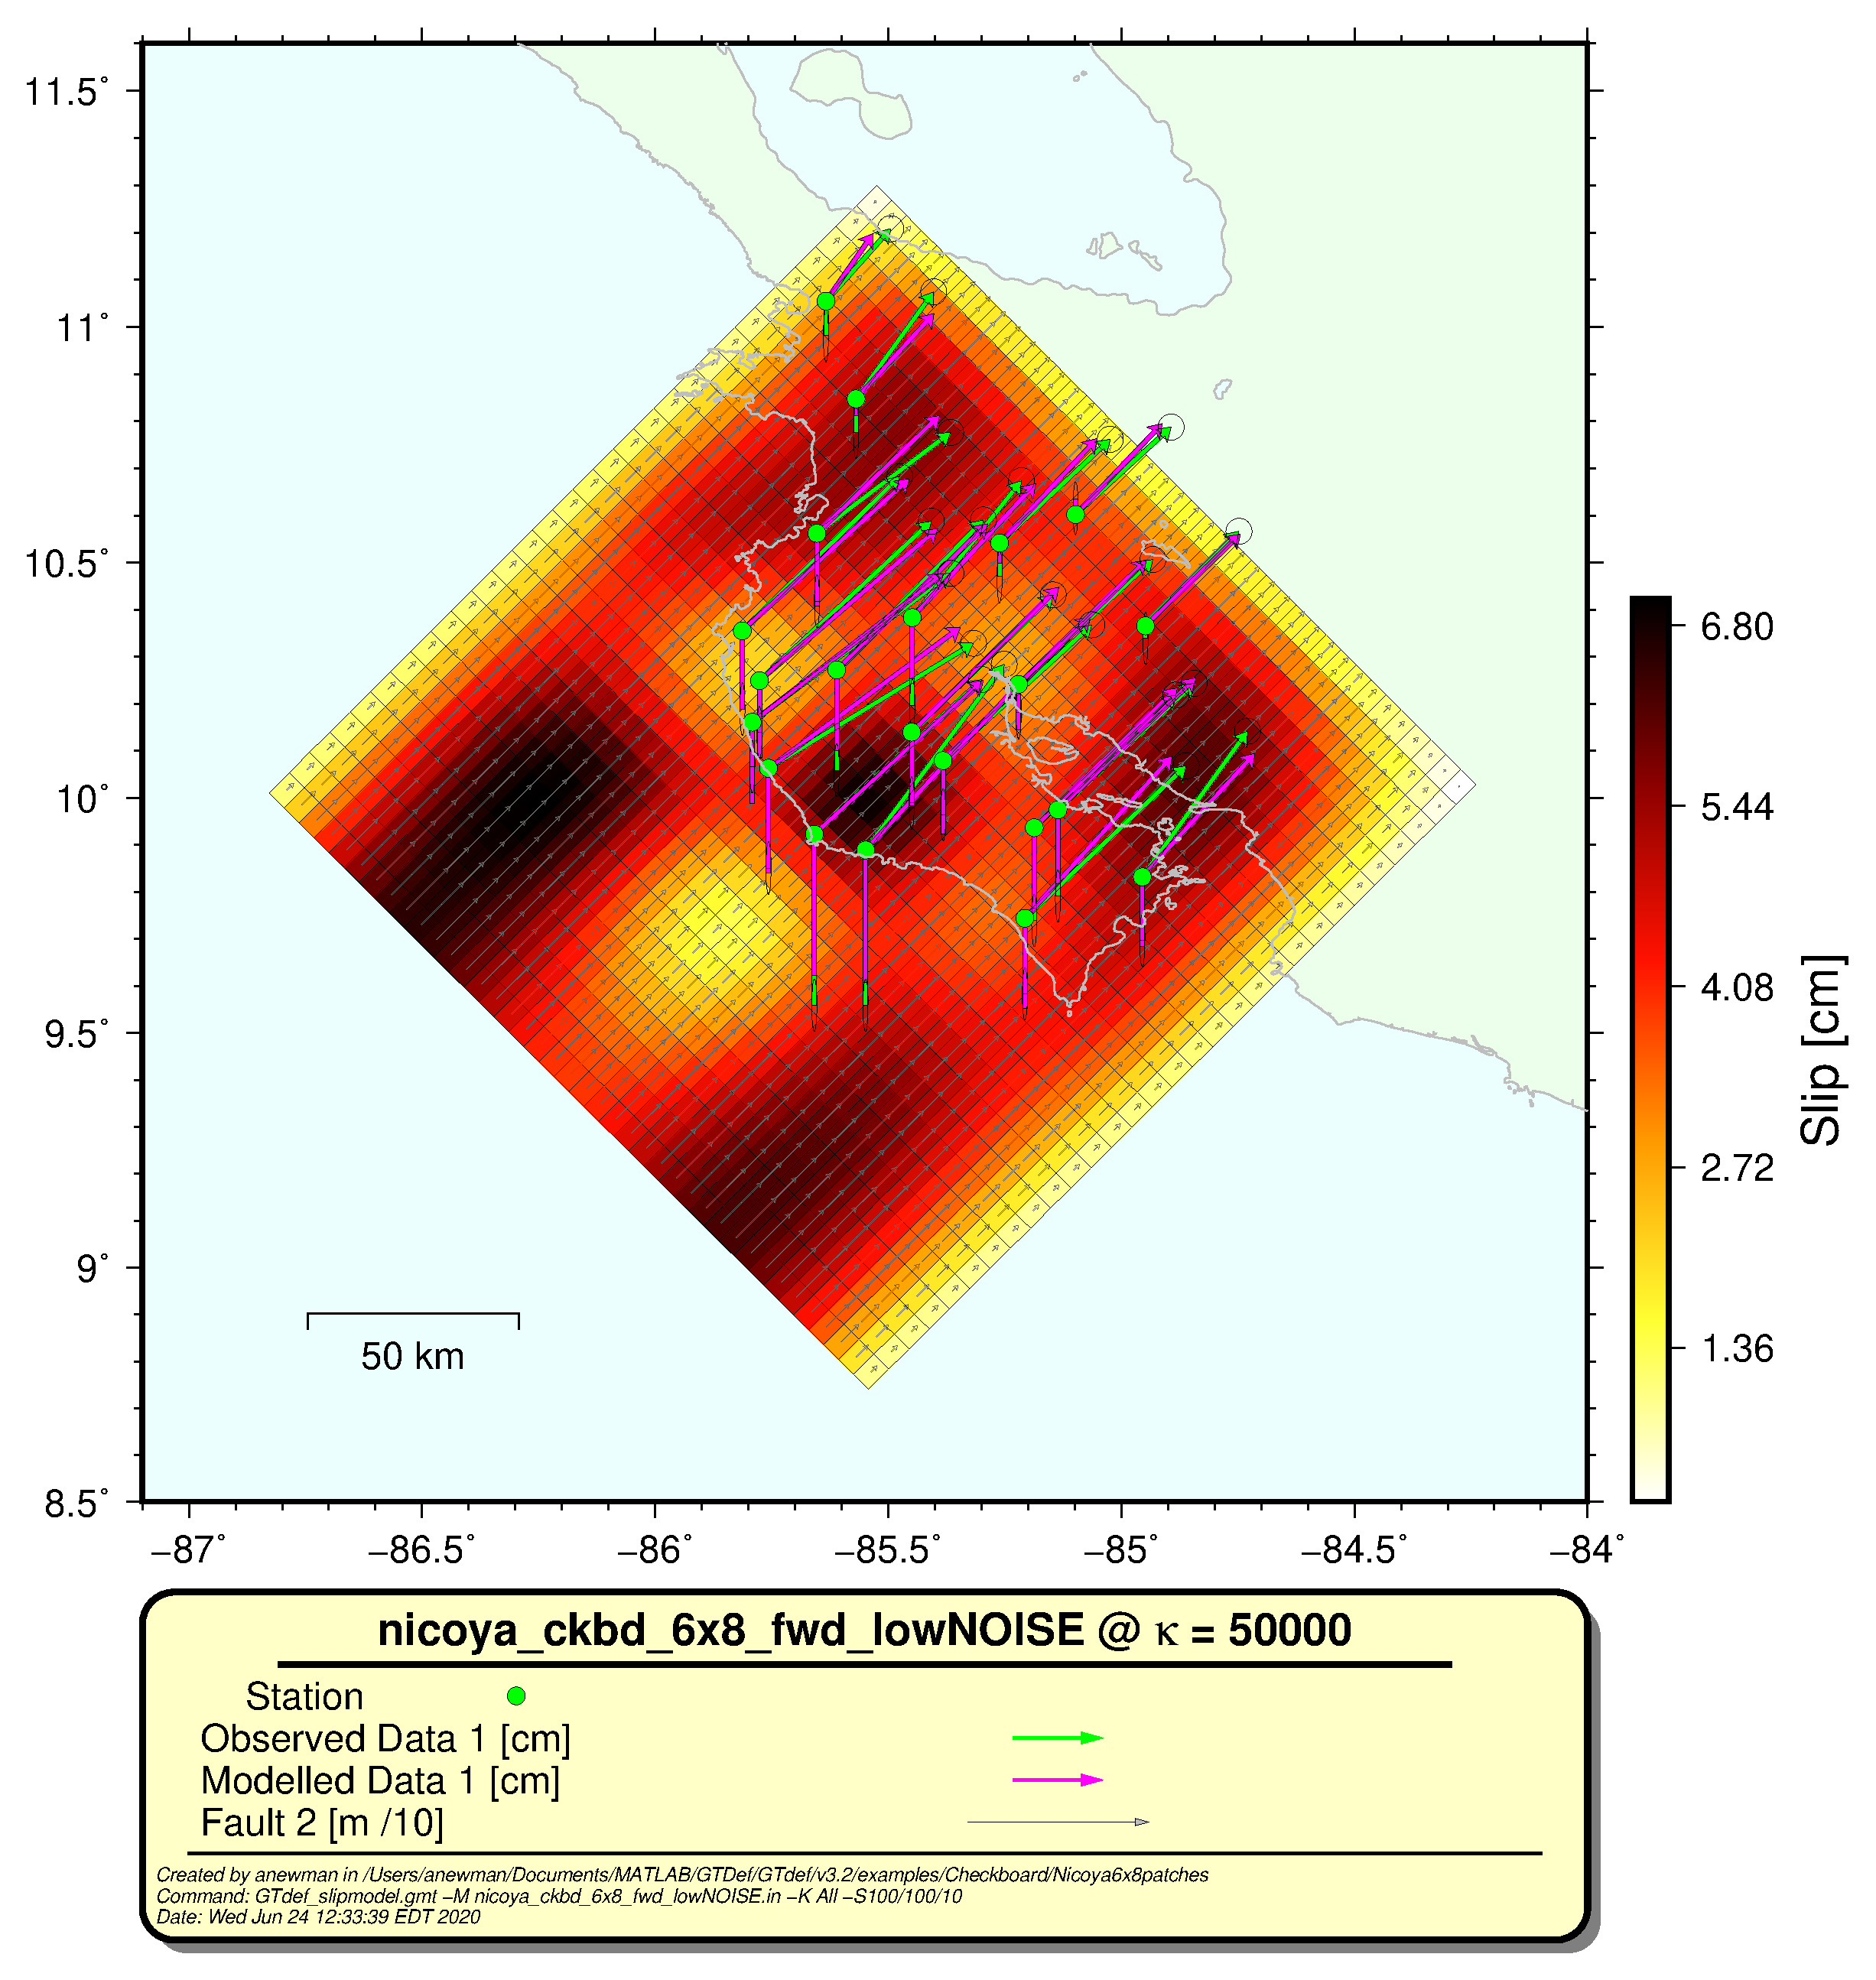 11.5°
11°
10.5°
10°
9.5°
9°
8.5°
50 km
−87° −86.5° −86° −85.5° −85° −84.5° −84°
6.80
5.44
4.08
2.72
1.36
Slip [cm]
nicoya_ckbd_6x8_fwd_lowNOISE @ κ = 50000
Station
Observed Data 1 [cm]
Modelled Data 1 [cm]
Fault 2 [m /10]
Created by anewman in /Users/anewman/Documents/MATLAB/GTDef/GTdef/v3.2/examples/Checkboard/Nicoya6x8patches
Command: GTdef_slipmodel.gmt −M nicoya_ckbd_6x8_fwd_lowNOISE.in −K All −S100/100/10
Date: Wed Jun 24 12:33:39 EDT 2020